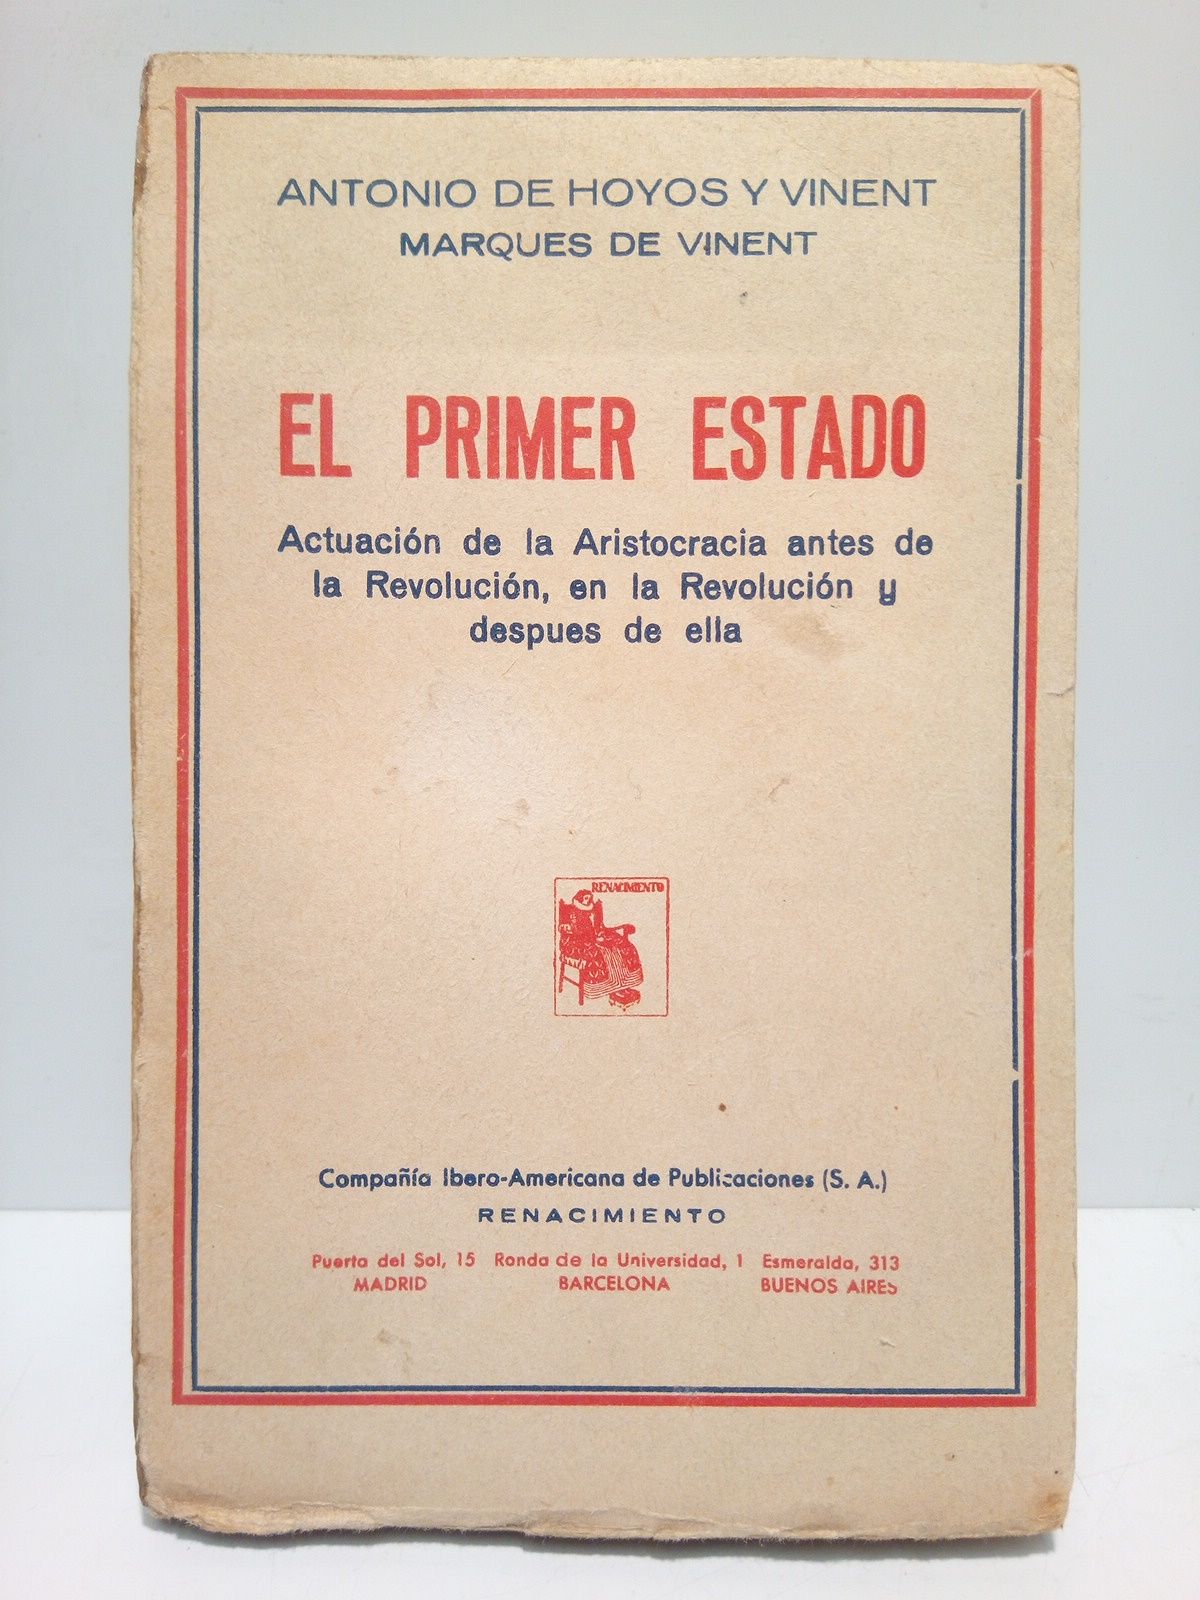 ANTONIO DE HOYOS Y VINENT
MARQUES DE VINENT
EL PRIMER ESTADO
Actuación de la Aristocracia antes de
la Revolución, en la Revolución y
despues de ella
RENACIMIENTO
Compañía Ibero-Americana de Publicaciones (S. A.)
RENACIMIENTO
Puerta del Sol, 15 Ronda de la Universidad, 1 Esmeralda, 313
MADRID BARCELONA BUENOS AIRES